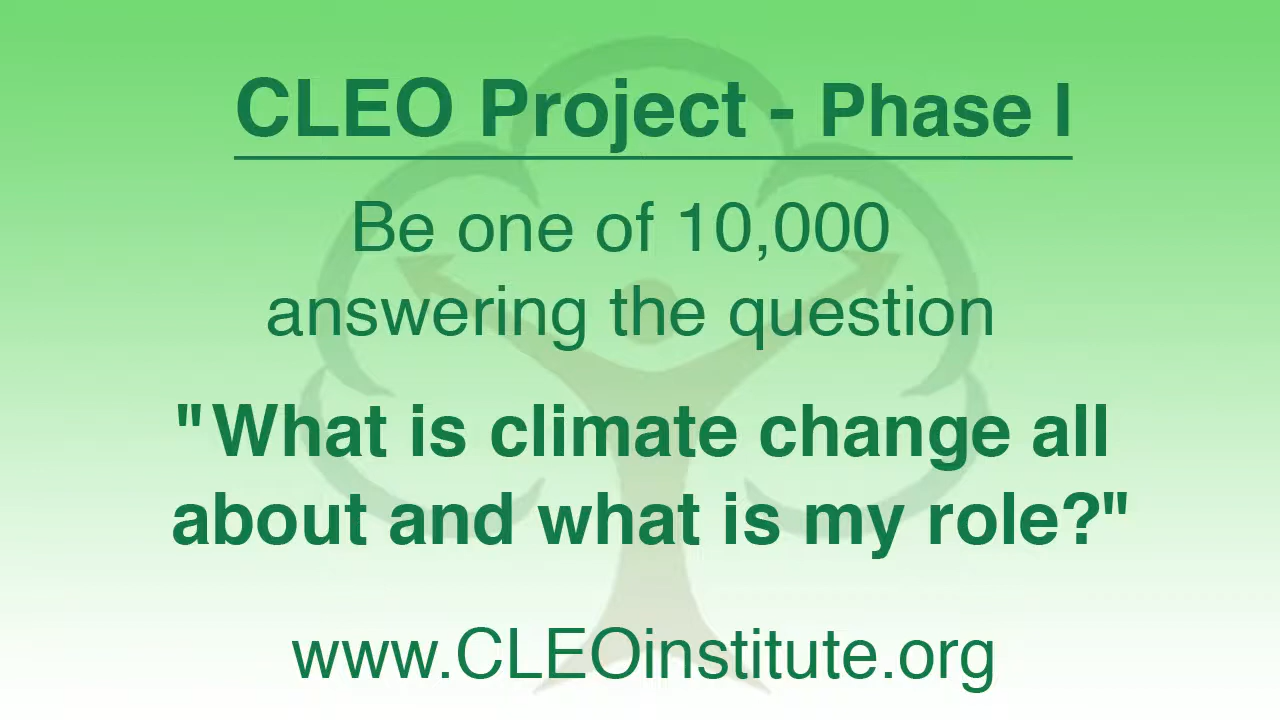 CLEO Project - Phase I
Be one of 10,000
answering the question
"What is climate change all
about and what is my role?"
www.CLEOinstitute.org